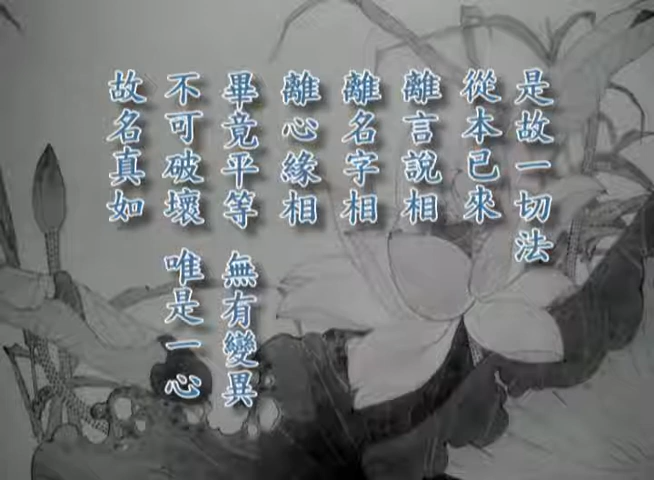 是故一切法
從本已來
離言說相
離名字相
離心緣相
畢竟平等 無有變異
不可破壞 唯是一心
故名真如